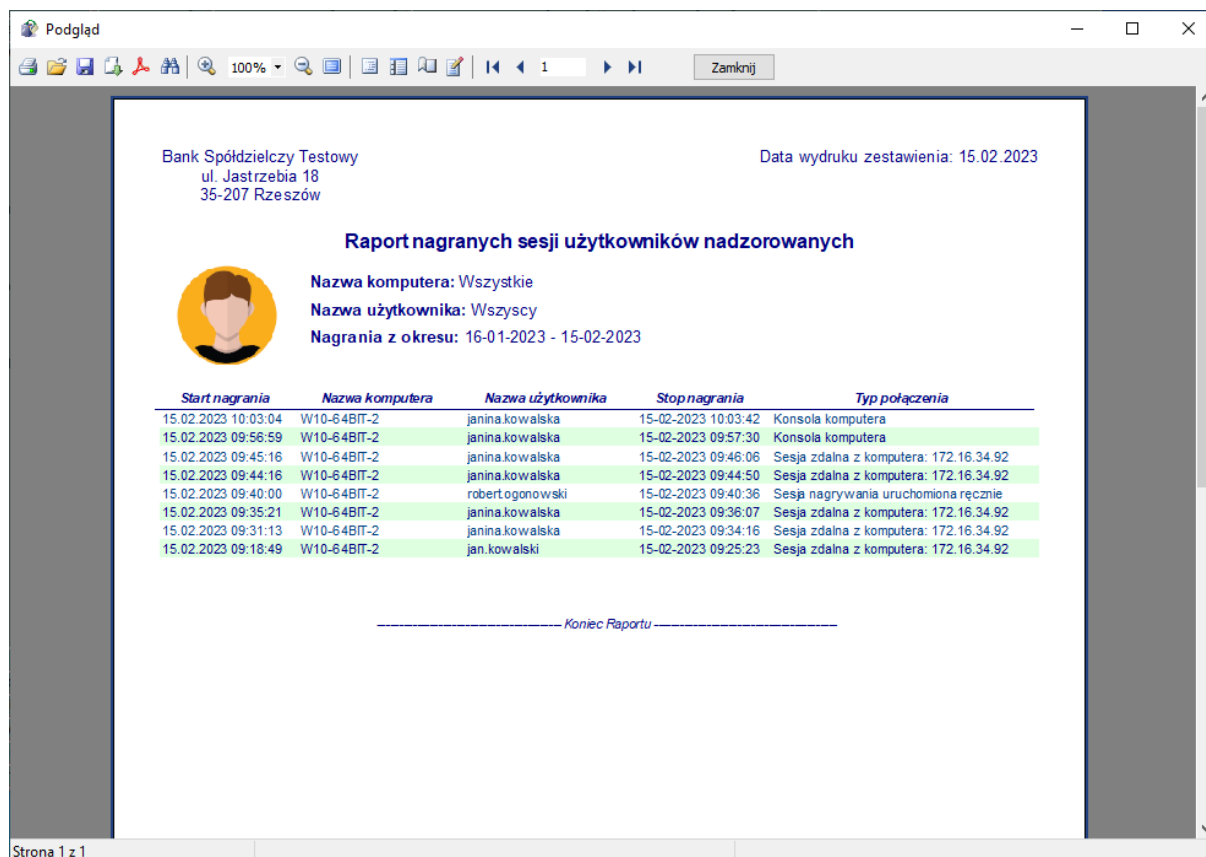 Podgląd
100%
1
Zamknij
Bank Spółdzielczy Testowy
Data wydruku zestawienia: 15.02.2023
ul. Jastrzebia 18
35-207 Rzeszów
Raport nagranych sesji użytkowników nadzorowanych
Nazwa komputera: Wszystkie
Nazwa użytkownika: Wszyscy
Nagrania z okresu: 16-01-2023 - 15-02-2023
Start nagrania Nazwa komputera Nazwa użytkownika Stop nagrania Typ połączenia
15.02.2023 10:03:04 W10-64BIT-2 janina.kowalska 15-02-2023 10:03:42 Konsola komputera
15.02.2023 09:56:59 W10-64BIT-2 janina.kowalska 15-02-2023 09:57:30 Konsola komputera
15.02.2023 09:45:16 W10-64BIT-2 janina.kowalska 15-02-2023 09:46:06 Sesja zdalna z komputera: 172.16.34.92
15.02.2023 09:44:16 W10-64BIT-2 janina.kowalska 15-02-2023 09:44:50 Sesja zdalna z komputera: 172.16.34.92
15.02.2023 09:40:00 W10-64BIT-2 robert.ogonowski 15-02-2023 09:40:36 Sesja nagrywania uruchomiona ręcznie
15.02.2023 09:35:21 W10-64BIT-2 janina.kowalska 15-02-2023 09:36:07 Sesja zdalna z komputera: 172.16.34.92
15.02.2023 09:31:13 W10-64BIT-2 janina.kowalska 15-02-2023 09:34:16 Sesja zdalna z komputera: 172.16.34.92
15.02.2023 09:18:49 W10-64BIT-2 jan.kowalski 15-02-2023 09:25:23 Sesja zdalna z komputera: 172.16.34.92
Koniec Raportu
Strona 1 z 1